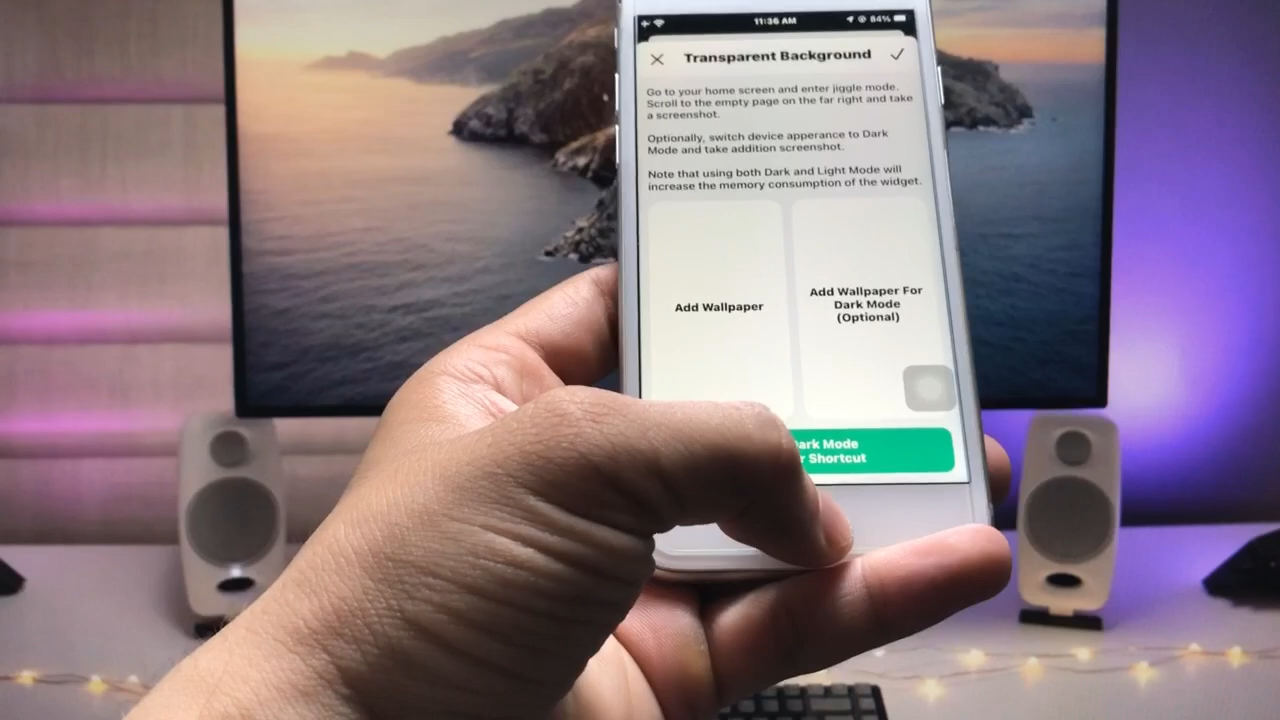 11:36 AM
84%
Transparent Background
Go to your home screen and enter jiggle mode.
Scroll to the empty page on the far right and take
a screenshot.
Optionally, switch device apperance to Dark
Mode and take addition screenshot.
Note that using both Dark and Light Mode will
increase the memory consumption of the widget.
Add Wallpaper
Add Wallpaper For
Dark Mode
(Optional)
ark Mode
r Shortcut